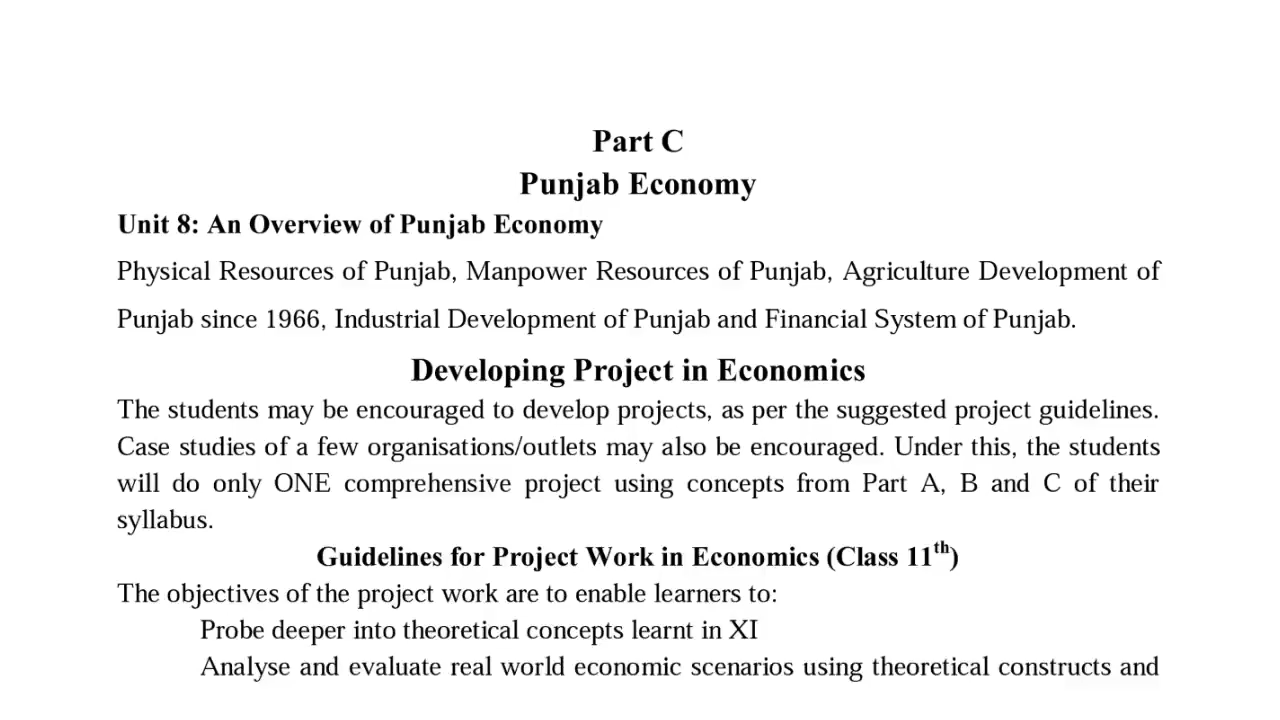 Part C
Punjab Economy
Unit 8: An Overview of Punjab Economy
Physical Resources of Punjab, Manpower Resources of Punjab, Agriculture Development of
Punjab since 1966, Industrial Development of Punjab and Financial System of Punjab.
Developing Project in Economics
The students may be encouraged to develop projects, as per the suggested project guidelines.
Case studies of a few organisations/outlets may also be encouraged. Under this, the students
will do only ONE comprehensive project using concepts from Part A, B and C of their
syllabus.
Guidelines for Project Work in Economics (Class 11th)
The objectives of the project work are to enable learners to:
Probe deeper into theoretical concepts learnt in XI
Analyse and evaluate real world economic scenarios using theoretical constructs and